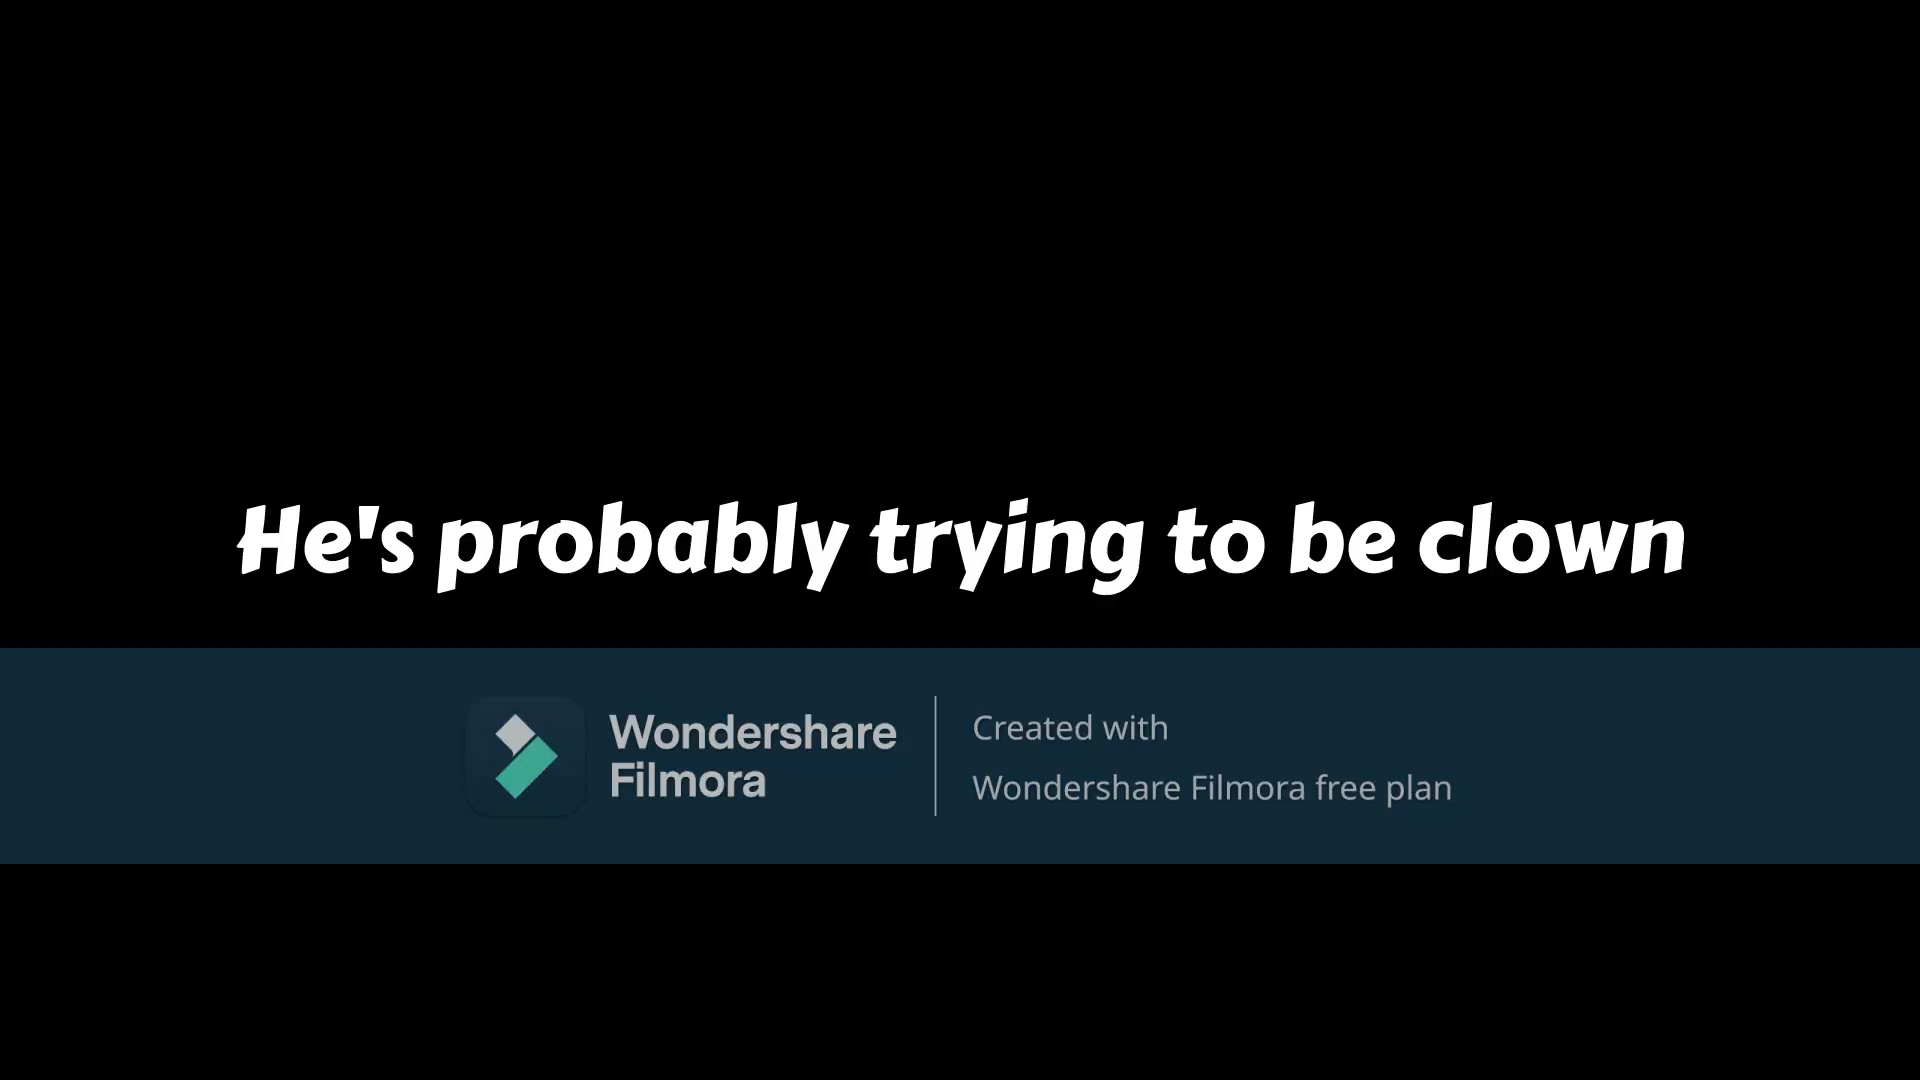 He's probably trying to be clown
Wondershare
Filmora
Created with
Wondershare Filmora free plan